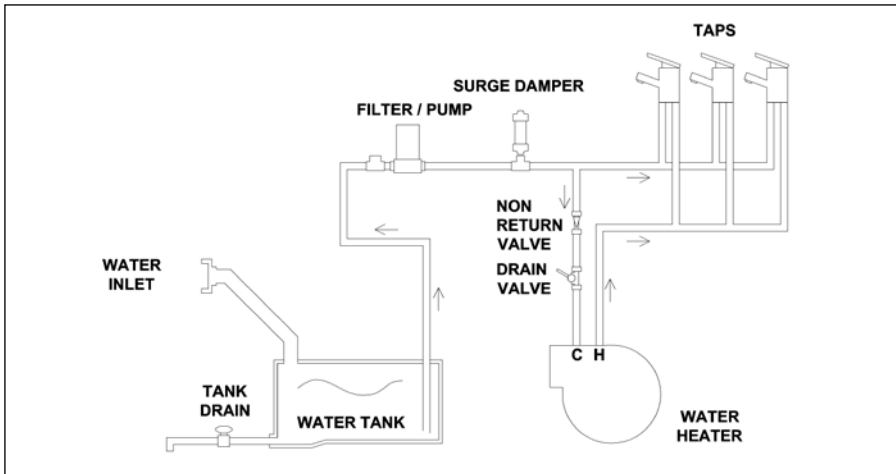 TAPS
SURGE DAMPER
FILTER / PUMP
NON
RETURN
VALVE
WATER
INLET
DRAIN
VALVE
C H
TANK
DRAIN
WATER TANK
WATER
HEATER